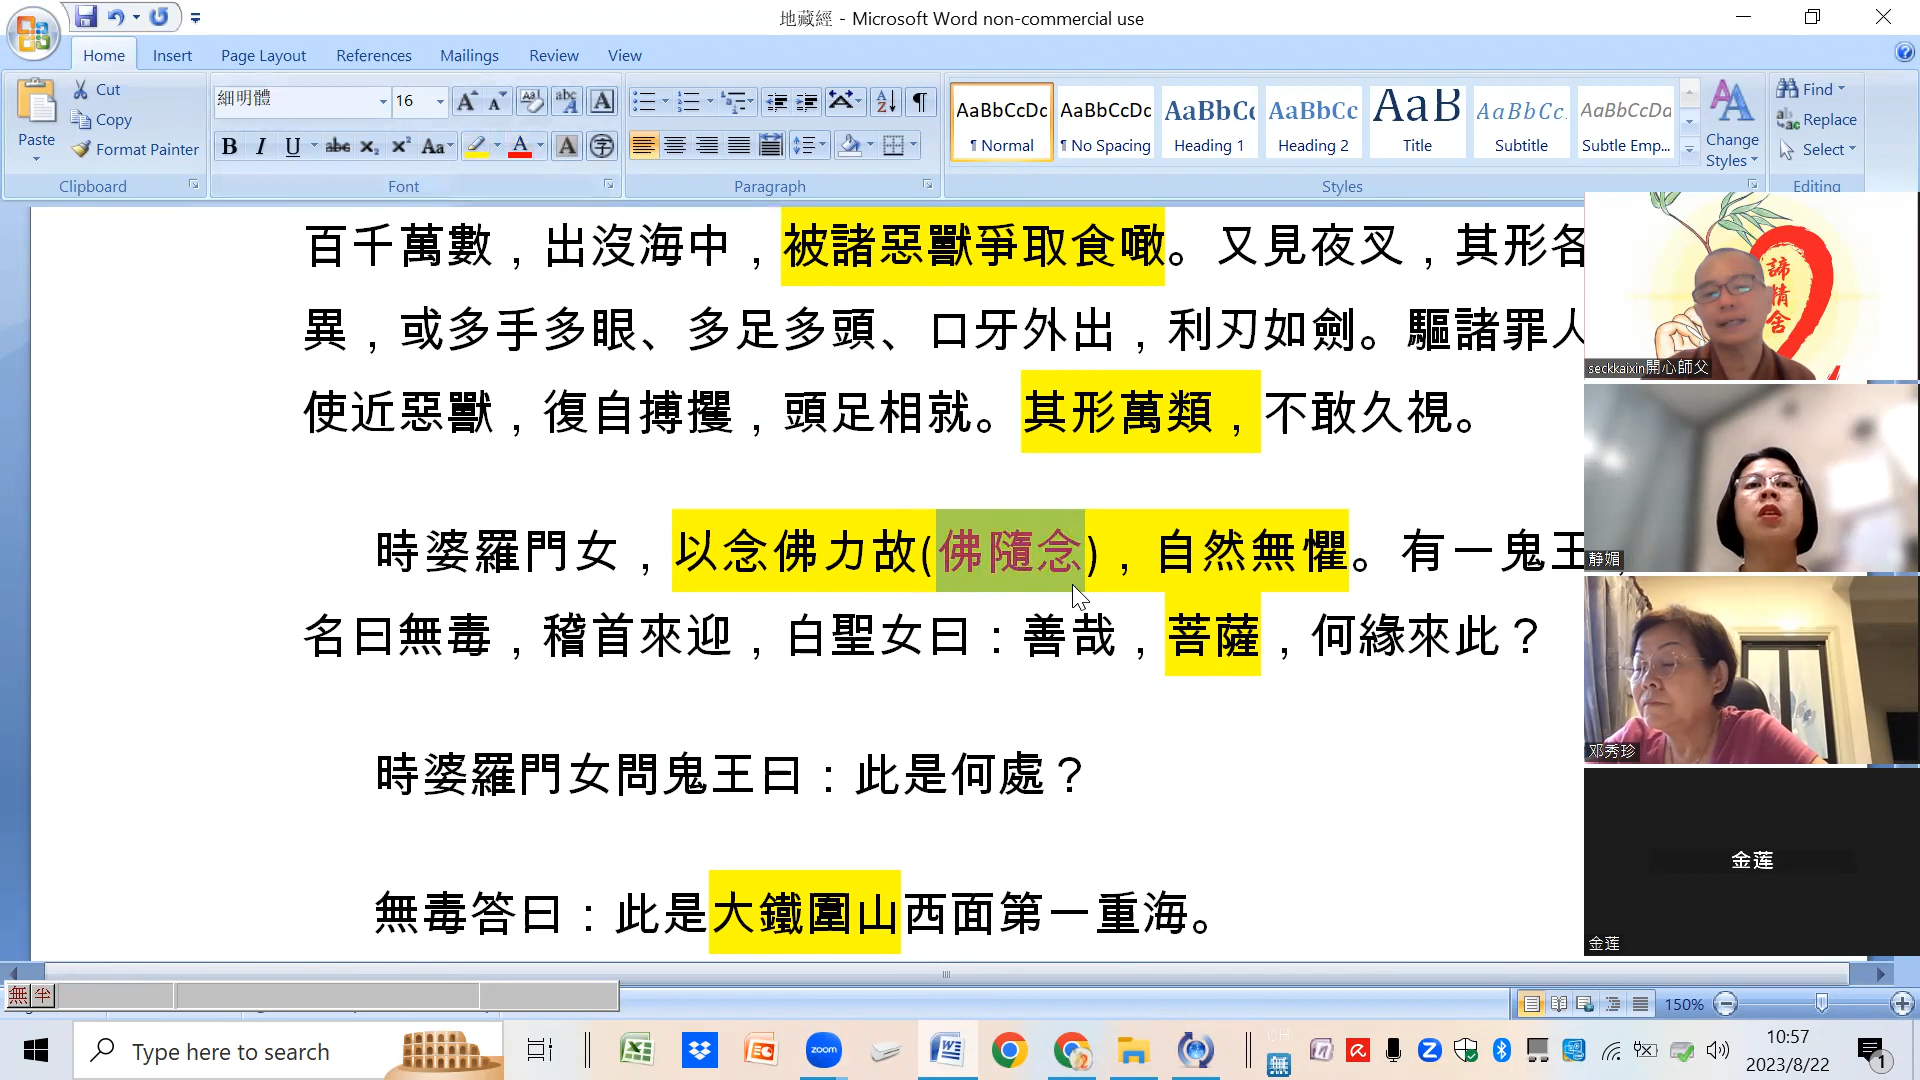 地藏經 - Microsoft Word non-commercial use
Home Insert Page Layout References Mailings Review View
Paste
Cut
Copy
Format Painter
Clipboard
細明體 16
Font
Paragraph
AaBbCcDc AaBbCcDc AaBbCc AaBbCc AaB AaBbCc. AaBbCcDa
¶ Normal ¶ No Spacing Heading 1 Heading 2 Title Subtitle Subtle Emp...
Styles
Change
Styles
Find
Replace
Select
Editing
百千萬數，出沒海中，被諸惡獸爭取食噉。又見夜叉，其形各
異，或多手多眼、多足多頭、口牙外出，利刃如劍。驅諸罪人
使近惡獸，復自搏攫，頭足相就。其形萬類，不敢久視。
時婆羅門女，以念佛力故(佛隨念)，自然無懼。有一鬼王，
名曰無毒，稽首來迎，白聖女曰：善哉，菩薩，何緣來此？
時婆羅門女問鬼王曰：此是何處？
無毒答曰：此是大鐵圍山西面第一重海。
諦情舍
seckkaixin開心師父
静媚
邓秀珍
金莲
金莲
無半
150%
Type here to search
zoom
CH
10:57
2023/8/22
1